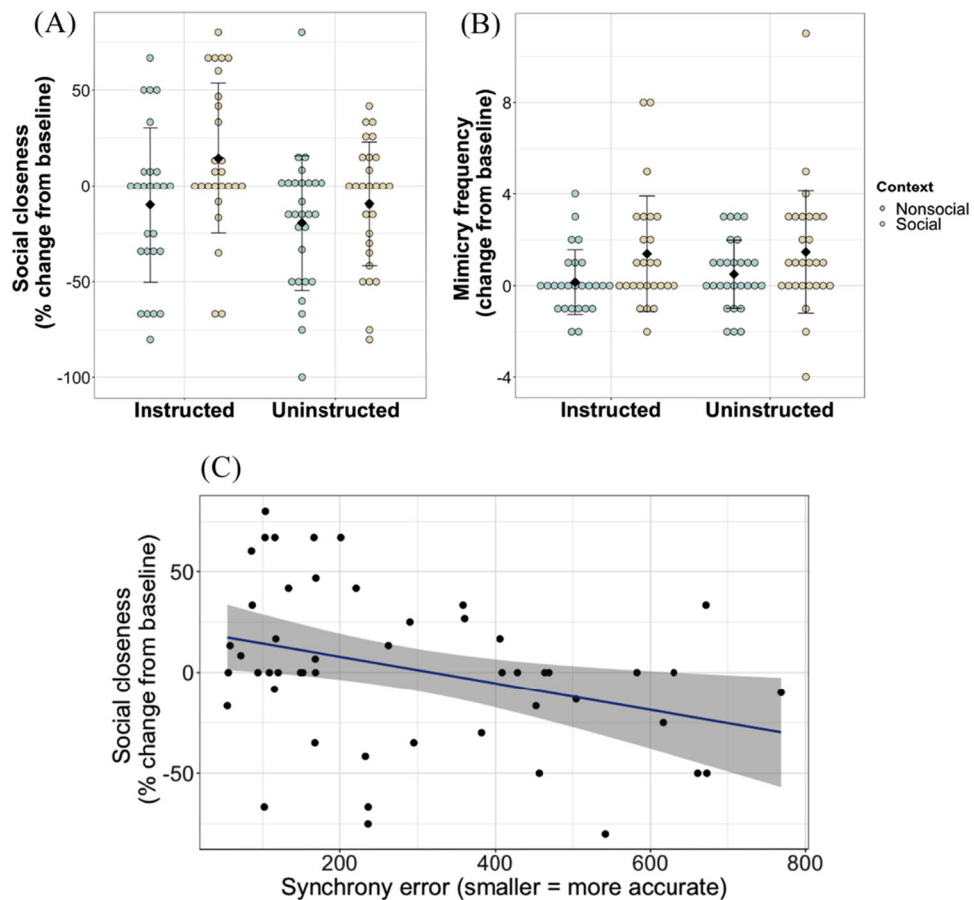 (A)
Social closeness
(% change from baseline)
50
0
-50
-100
Instructed Uninstructed
(B)
Mimicry frequency
(change from baseline)
8
4
0
-4
Instructed Uninstructed
Context
Nonsocial
Social
(C)
Social closeness
(% change from baseline)
50
0
-50
200 400 600 800
Synchrony error (smaller = more accurate)